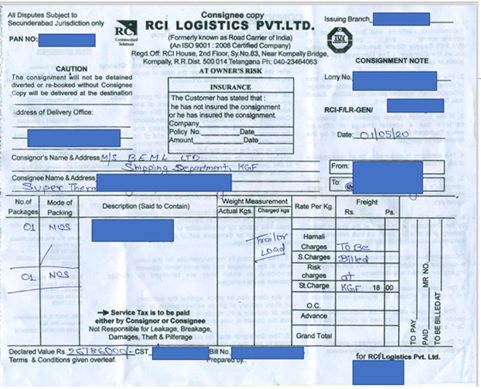 All Disputes Subject to
Secunderabad Jurisdiction only
PAN NO:
Consignee copy
RCI LOGISTICS PVT.LTD.
RCI
(Formerly known as Road Carrier of India)
(An ISO 9001 : 2008 Certified Company)
Regd.Off: RCI House, 2nd Floor, Sy.No.83, Near Kompally Bridge,
Kompally, R.R.Dist. 500 014 Telangana Ph: 040-23464063
Issuing Branch
AT OWNER'S RISK
CONSIGNMENT NOTE
CAUTION
The consignment will not be detained
diverted or re-booked without Consignee
Copy will be delivered at the destination
INSURANCE
The Customer has stated that :
he has not insured the consignment
or he has insured the consignment.
Company
Policy No. Date
Amount Date
Lorry No.
RCI-F/LR-GEN/
Address of Delivery Office:
Date: 01/05/20
Consignor's Name & Address M/S B.E.M.L LTD
Shipping Department, KGF
From:
Consignee Name & Address
Super
To:
No.of Packages
Mode of Packing
Description (Said to Contain)
Weight Measurement
Actual Kgs. Charged kgs
Rate Per Kg.
Freight
Rs. Ps.
01 NOS
Trailor
Load
01 NOS
Hamali Charges To Be
S.Charges Billed
Risk charges at
St.Charge KGF 18 00
O.C.
Advance
Grand Total
TO PAY
PAID MR NO.
TO BE BILLED AT
Service Tax is to be paid
either by Consignor or Consignee
Not Responsible for Leakage, Breakage,
Damages, Theft & Pilferage
Declared Value Rs. CST Bill No.
Terms & Conditions given overleaf. Prepared by..
for RCI Logistics Pvt. Ltd.